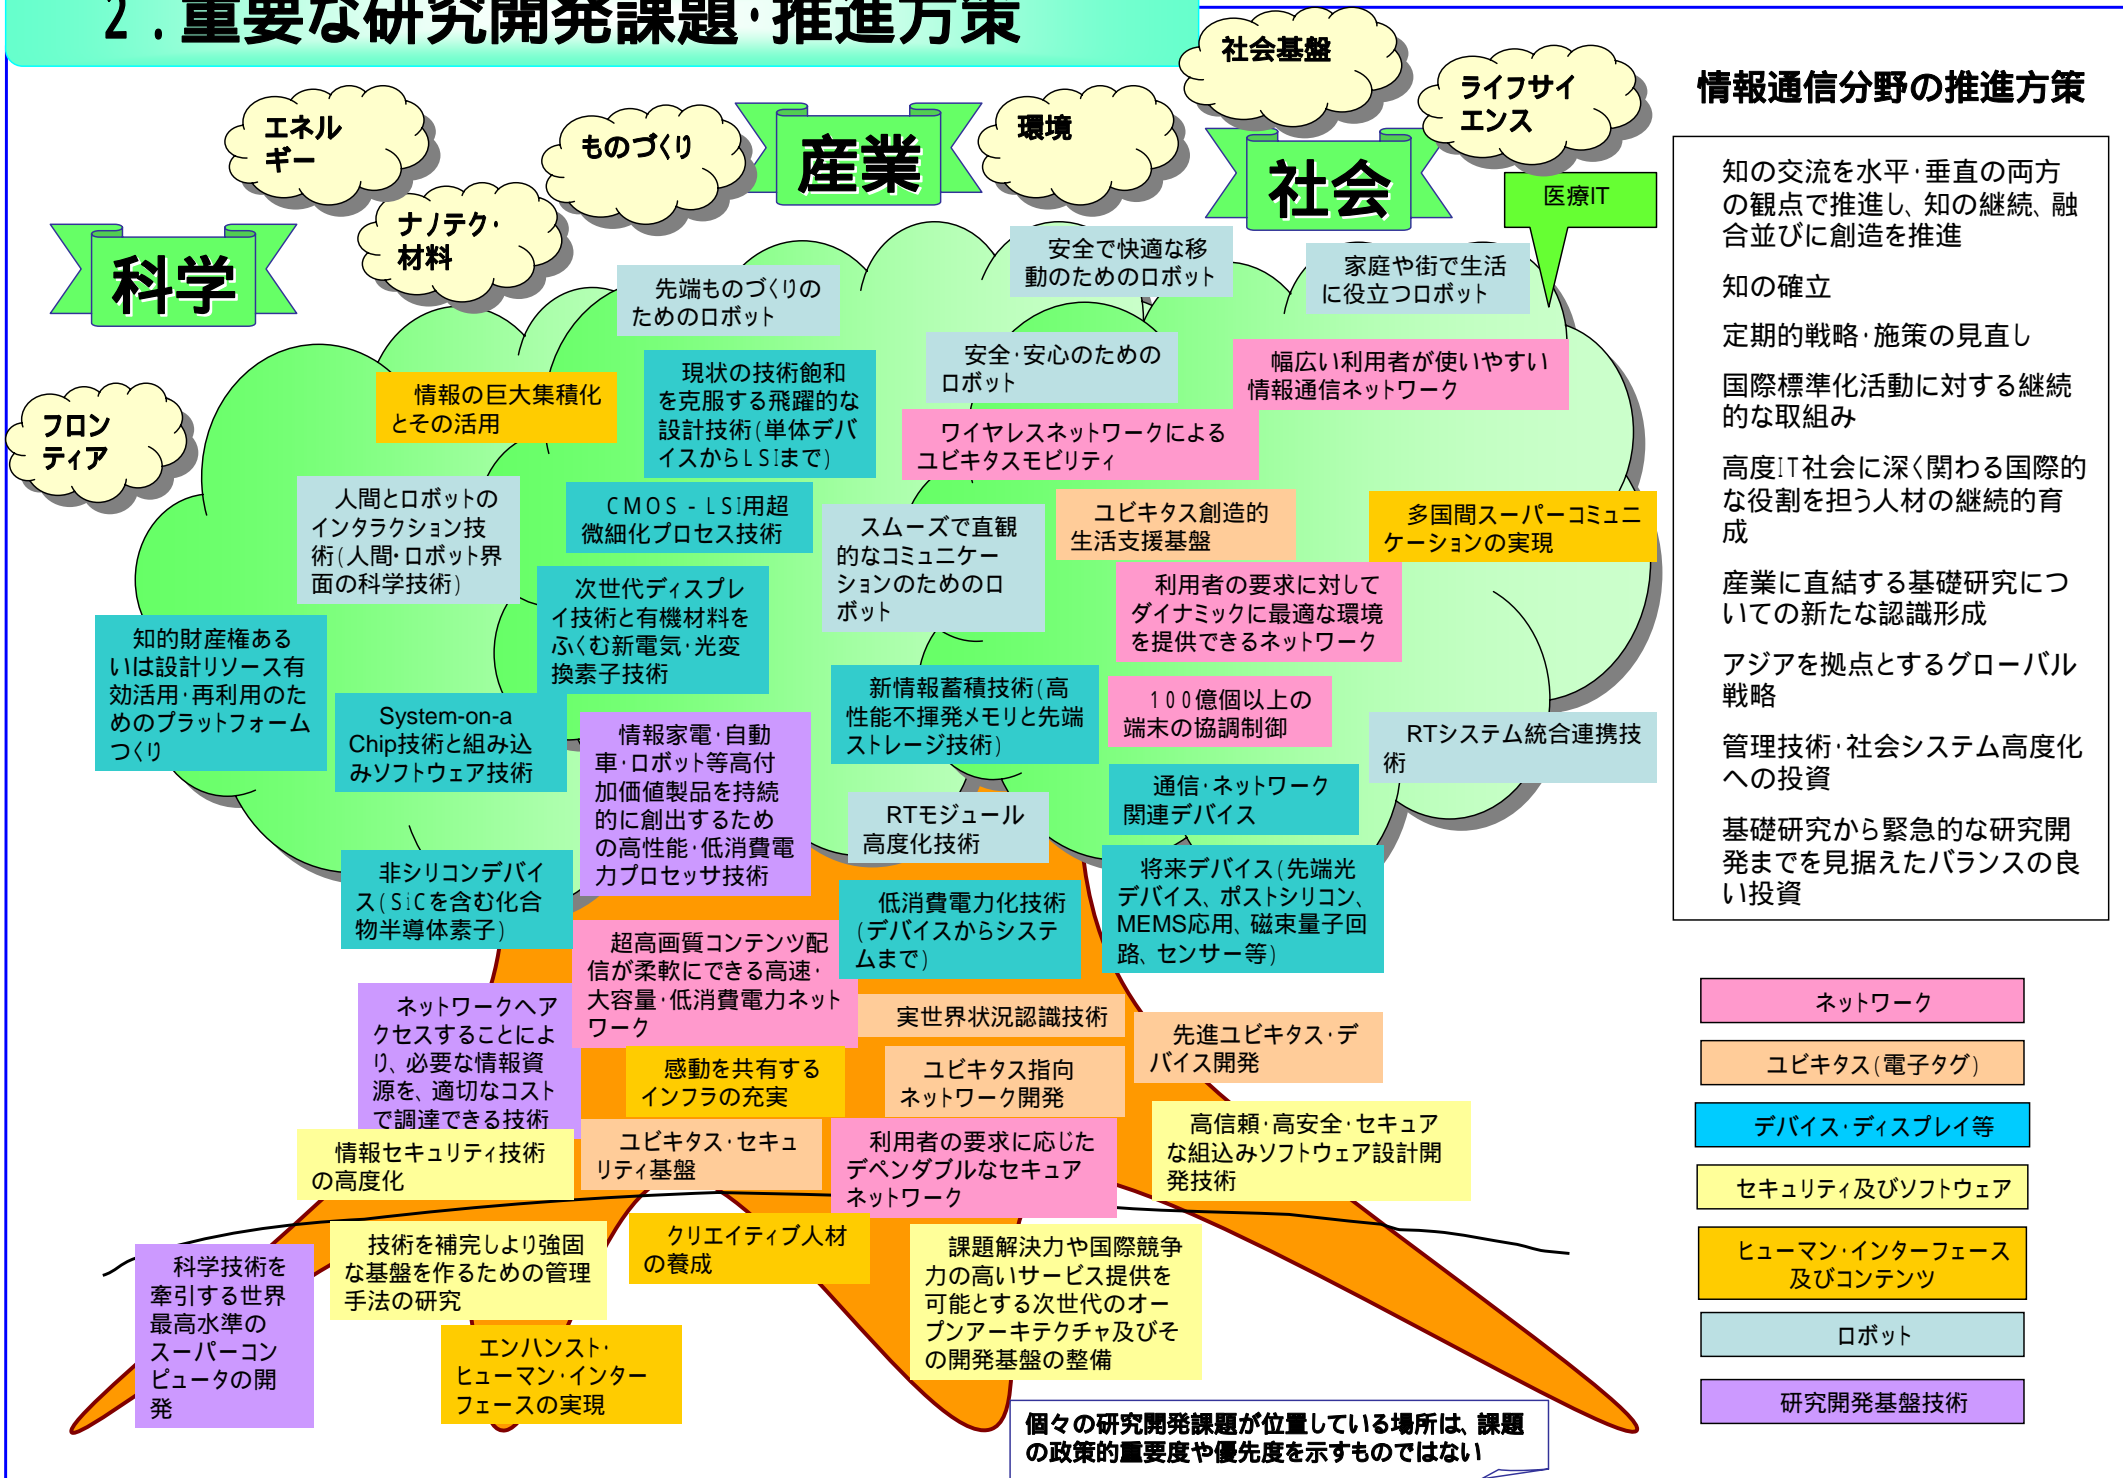 2．重要な研究開発課題・推進方策
社会基盤
ライフサイ
エンス
エネル
ギー
ものづくり
産業
環境
社会
医療IT
ナノテク・
材料
科学
フロン
ティア
先端ものづくりの
ためのロボット
安全で快適な移
動のためのロボット
家庭や街で生活
に役立つロボット
情報の巨大集積化
とその活用
現状の技術飽和
を克服する飛躍的な
設計技術(単体デバ
イスからLSIまで)
安全・安心のための
ロボット
幅広い利用者が使いやすい
情報通信ネットワーク
ワイヤレスネットワークによる
ユビキタスモビリティ
人間とロボットの
インタラクション技
術(人間・ロボット界
面の科学技術)
CMOS - LSI用超
微細化プロセス技術
スムーズで直観
的なコミュニケー
ションのためのロ
ボット
ユビキタス創造的
生活支援基盤
多国間スーパーコミュニ
ケーションの実現
次世代ディスプレ
イ技術と有機材料を
ふくむ新電気・光変
換素子技術
利用者の要求に対して
ダイナミックに最適な環境
を提供できるネットワーク
知的財産権ある
いは設計リソース有
効活用・再利用のた
めのプラットフォーム
つくり
System-on-a
Chip技術と組み込
みソフトウェア技術
情報家電・自動
車・ロボット等高付
加価値製品を持続
的に創出するため
の高性能・低消費電
力プロセッサ技術
新情報蓄積技術(高
性能不揮発メモリと先端
ストレージ技術)
100億個以上の
端末の協調制御
RTシステム統合連携技
術
通信・ネットワーク
関連デバイス
RTモジュール
高度化技術
非シリコンデバイ
ス(SiCを含む化合
物半導体素子)
低消費電力化技術
(デバイスからシステ
ムまで)
将来デバイス(先端光
デバイス、ポストシリコン、
MEMS応用、磁束量子回
路、センサー等)
超高画質コンテンツ配
信が柔軟にできる高速・
大容量・低消費電力ネット
ワーク
ネットワークへア
クセスすることによ
り、必要な情報資
源を、適切なコスト
で調達できる技術
実世界状況認識技術
先進ユビキタス・デ
バイス開発
感動を共有する
インフラの充実
ユビキタス指向
ネットワーク開発
情報セキュリティ技術
の高度化
ユビキタス・セキュ
リティ基盤
利用者の要求に応じた
デペンダブルなセキュア
ネットワーク
高信頼・高安全・セキュア
な組込みソフトウェア設計開
発技術
科学技術を
牽引する世界
最高水準の
スーパーコン
ピュータの開
発
技術を補完しより強固
な基盤を作るための管理
手法の研究
クリエイティブ人材
の養成
課題解決力や国際競争
力の高いサービス提供を
可能とする次世代のオー
プンアーキテクチャ及びそ
の開発基盤の整備
エンハンスト・
ヒューマン・インター
フェースの実現
個々の研究開発課題が位置している場所は、課題
の政策的重要度や優先度を示すものではない
情報通信分野の推進方策
知の交流を水平・垂直の両方
の観点で推進し、知の継続、融
合並びに創造を推進
知の確立
定期的戦略・施策の見直し
国際標準化活動に対する継続
的な取組み
高度IT社会に深く関わる国際的
な役割を担う人材の継続的育
成
産業に直結する基礎研究につ
いての新たな認識形成
アジアを拠点とするグローバル
戦略
管理技術・社会システム高度化
への投資
基礎研究から緊急的な研究開
発までを見据えたバランスの良
い投資
ネットワーク
ユビキタス(電子タグ)
デバイス・ディスプレイ等
セキュリティ及びソフトウェア
ヒューマン・インターフェース
及びコンテンツ
ロボット
研究開発基盤技術